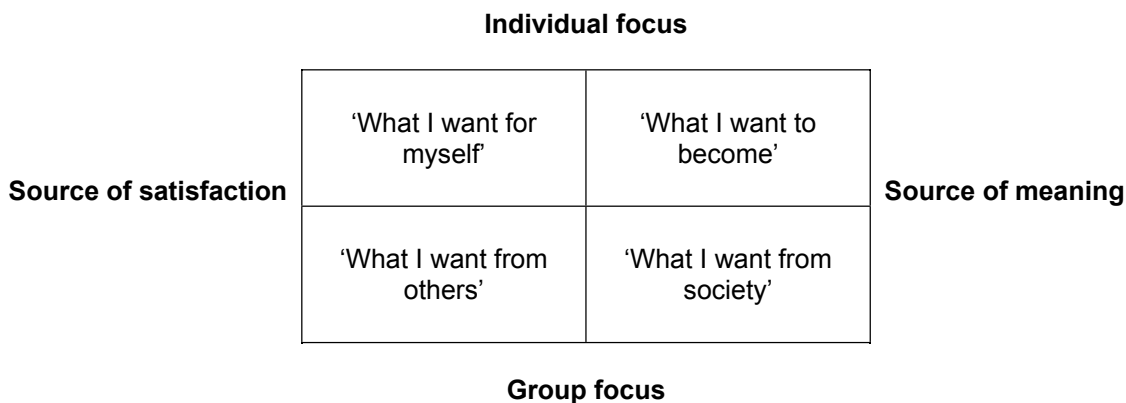 Individual focus
‘What I want for
myself’
‘What I want to
become’
Source of satisfaction
Source of meaning
‘What I want from
others’
‘What I want from
society’
Group focus